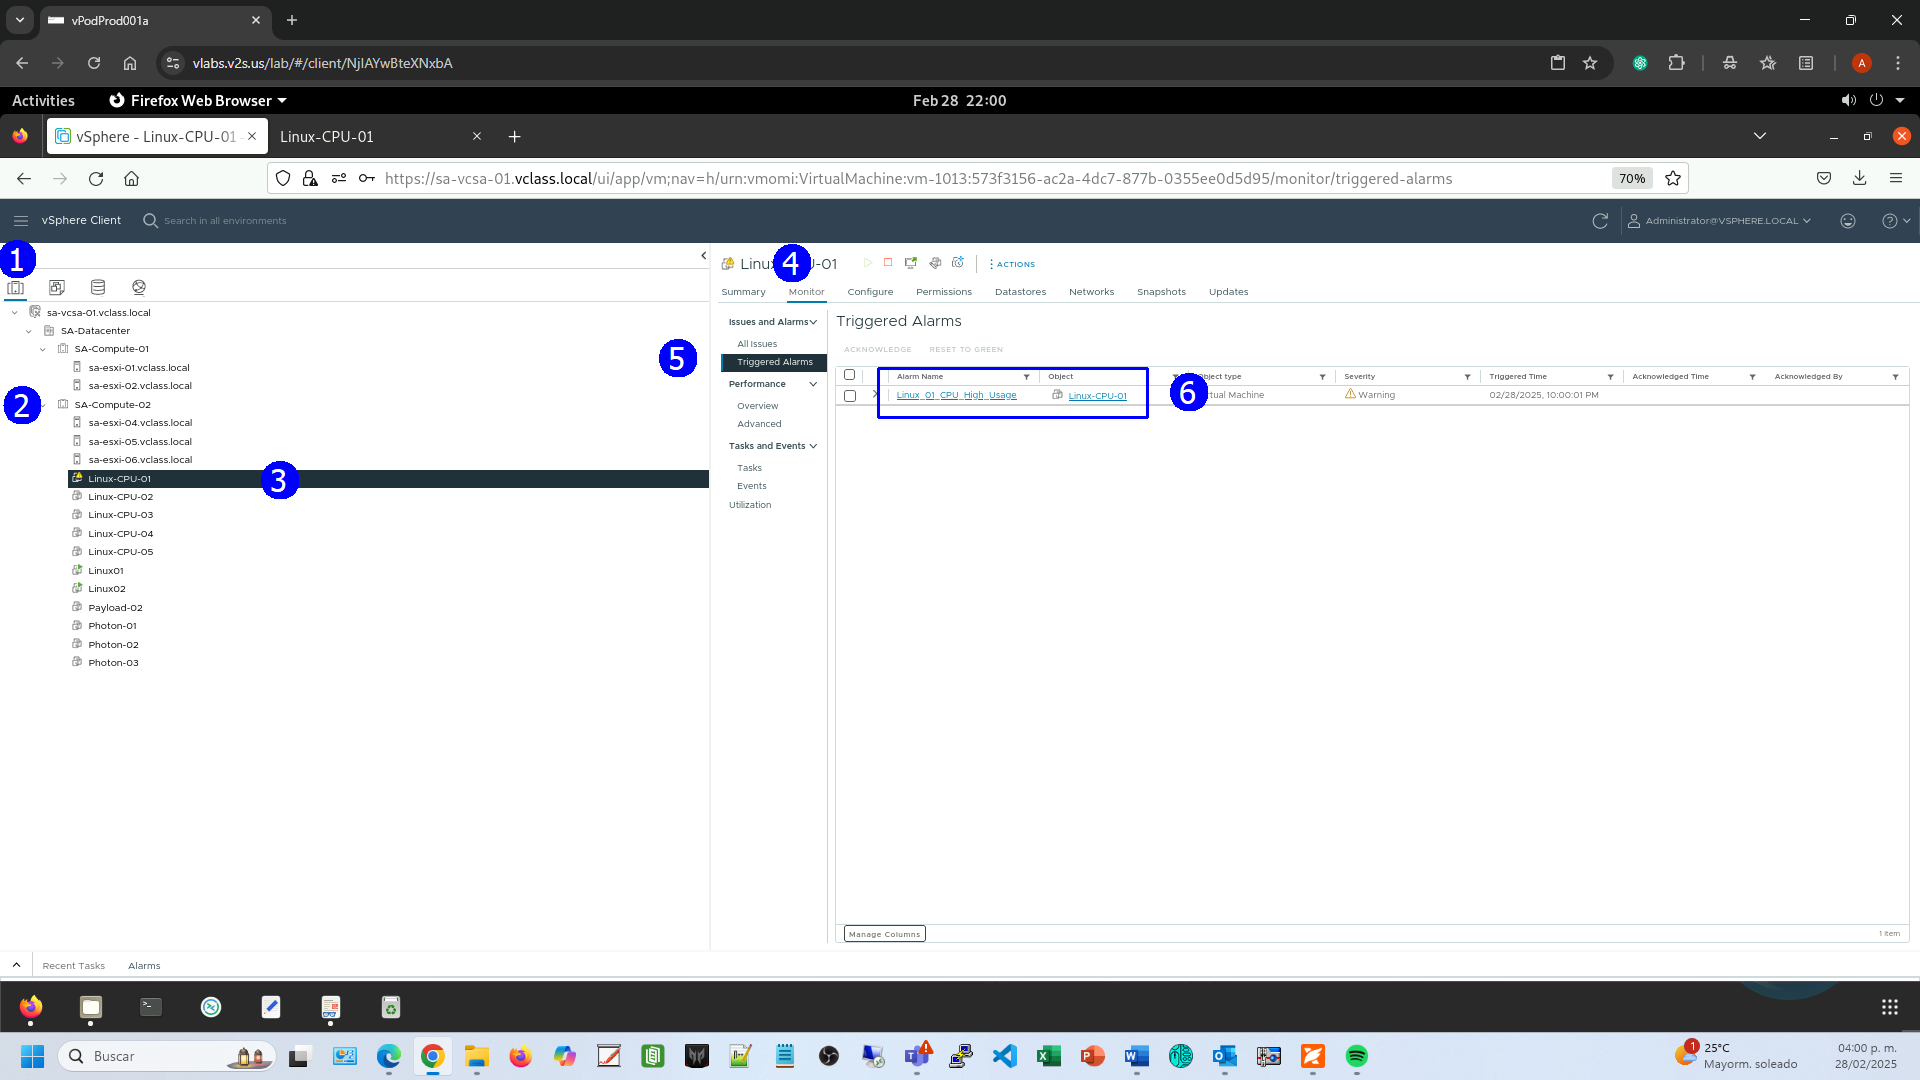 vPodProd001a
vlabs.v2s.us/lab/#/client/NjlAYwBteXNxbA
A
Activities
Firefox Web Browser
Feb 28 22:00
vSphere - Linux-CPU-01
Linux-CPU-01
https://sa-vcsa-01.vclass.local/ui/app/vm;nav=h/urn:vmomi:VirtualMachine:vm-1013:573f3156-ac2a-4dc7-877b-0355ee0d5d95/monitor/triggered-alarms
70%
vSphere Client
Search in all environments
Administrator@VSPHERE.LOCAL
1
sa-vcsa-01.vclass.local
SA-Datacenter
SA-Compute-01
sa-esxi-01.vclass.local
sa-esxi-02.vclass.local
2
SA-Compute-02
sa-esxi-04.vclass.local
sa-esxi-05.vclass.local
sa-esxi-06.vclass.local
Linux-CPU-01
3
Linux-CPU-02
Linux-CPU-03
Linux-CPU-04
Linux-CPU-05
Linux01
Linux02
Payload-02
Photon-01
Photon-02
Photon-03
4
ACTIONS
Summary
Monitor
Configure
Permissions
Datastores
Networks
Snapshots
Updates
5
Issues and Alarms
All Issues
Triggered Alarms
Performance
Overview
Advanced
Tasks and Events
Tasks
Events
Utilization
Triggered Alarms
ACKNOWLEDGE
RESET TO GREEN
Alarm Name
Object
Object type
Severity
Triggered Time
Acknowledged Time
Acknowledged By
Linux_01_CPU_High_Usage
Linux-CPU-01
6
Warning
02/28/2025, 10:00:01 PM
Manage Columns
1 item
Recent Tasks
Alarms
Buscar
1
25°C
Mayorm. soleado
04:00 p. m.
28/02/2025